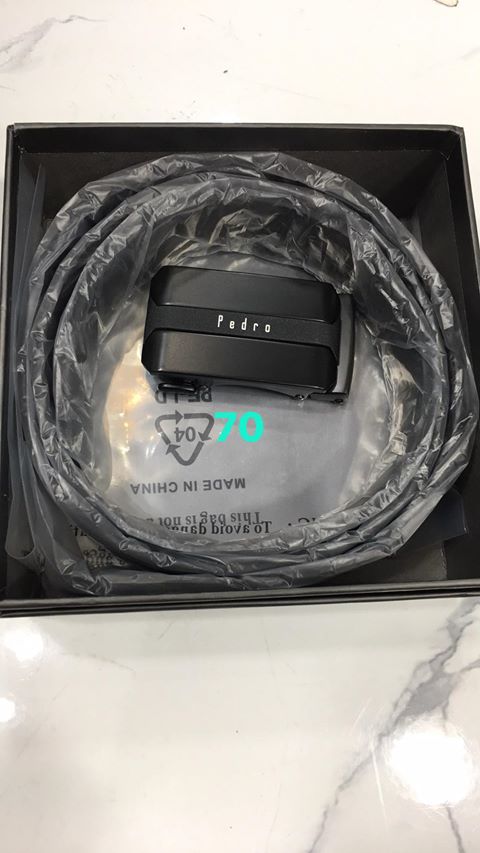 Pedro
PE-LD
04
70
MADE IN CHINA
This bag is not a
To avoid danger